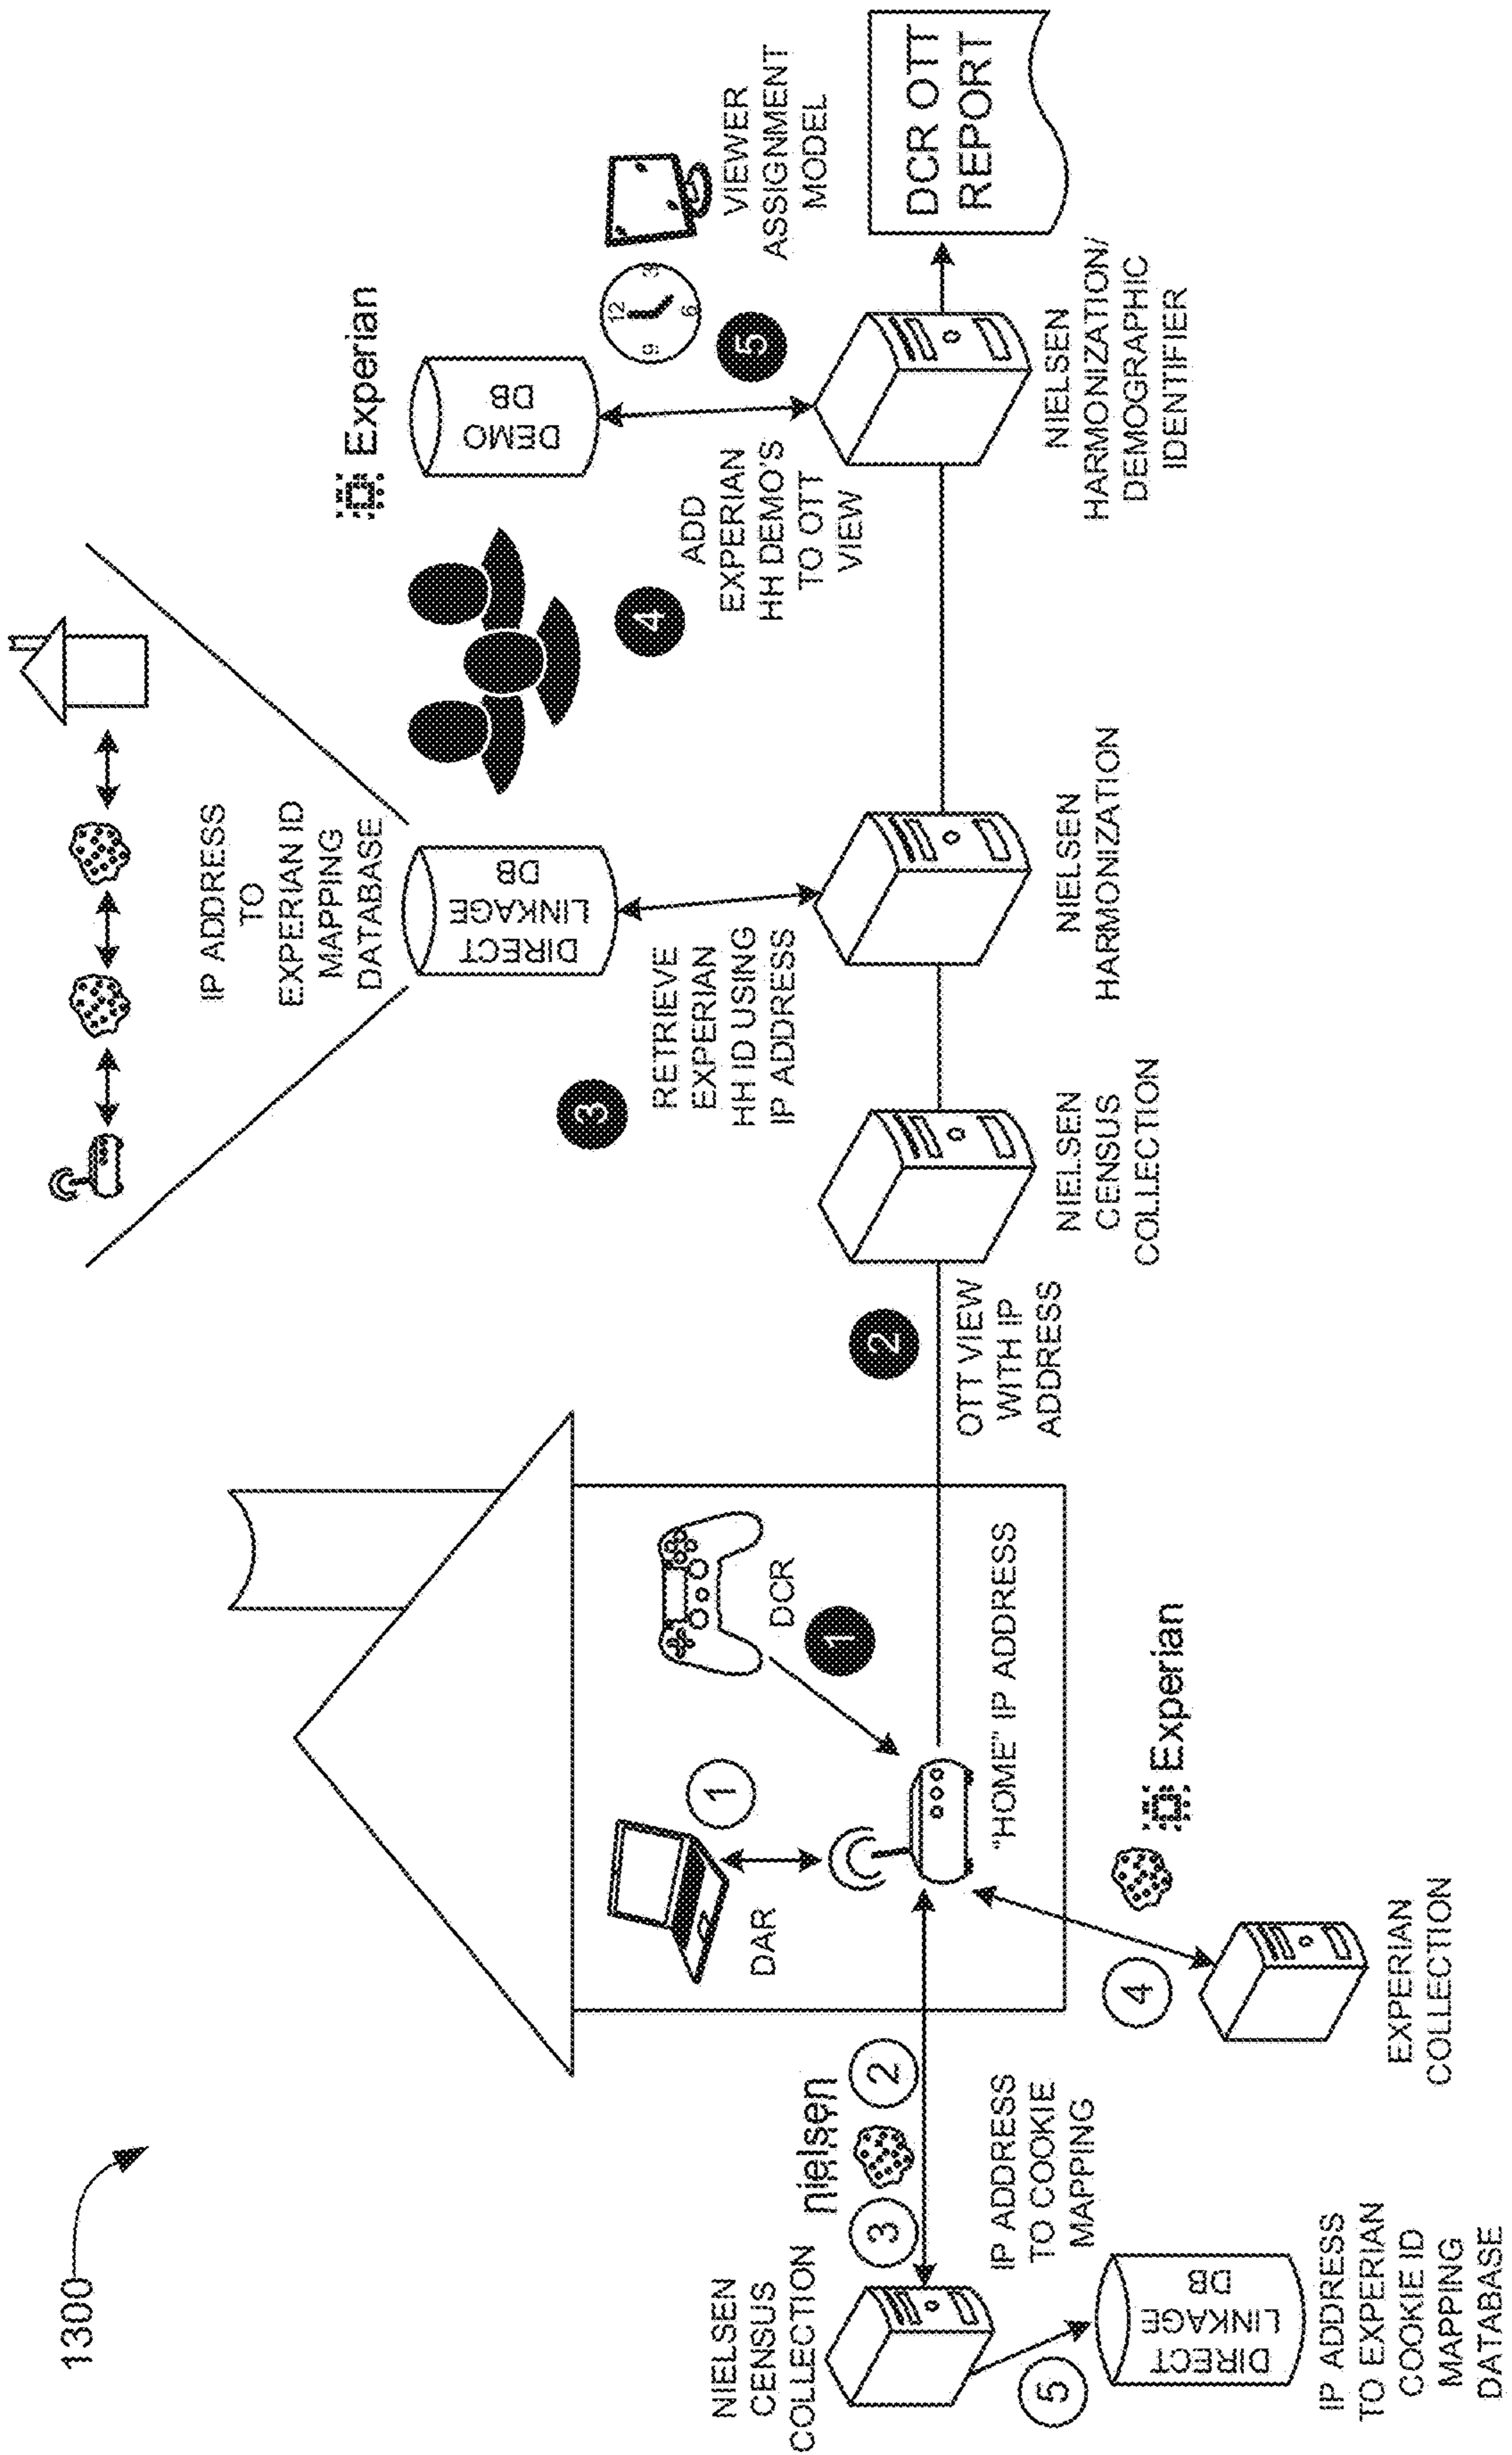 1300
NIELSEN
CENSUS
COLLECTION
nielsen
3
2
IP ADDRESS
TO COOKIE
MAPPING
5
DIRECT
LINKAGE
DB
IP ADDRESS
TO EXPERIAN
COOKIE ID
MAPPING
DATABASE
DAR
1
DCR
1
"HOME" IP ADDRESS
4
Experian
EXPERIAN
COLLECTION
2
OTT VIEW
WITH IP
ADDRESS
NIELSEN
CENSUS
COLLECTION
IP ADDRESS
TO
EXPERIAN ID
MAPPING
DATABASE
DIRECT
LINKAGE
DB
3
RETRIEVE
EXPERIAN
HH ID USING
IP ADDRESS
NIELSEN
HARMONIZATION
4
ADD
EXPERIAN
HH DEMO'S
TO OTT
VIEW
Experian
DEMO
DB
12
3
6
9
5
VIEWER
ASSIGNMENT
MODEL
NIELSEN
HARMONIZATION/
DEMOGRAPHIC
IDENTIFIER
DCR OTT
REPORT